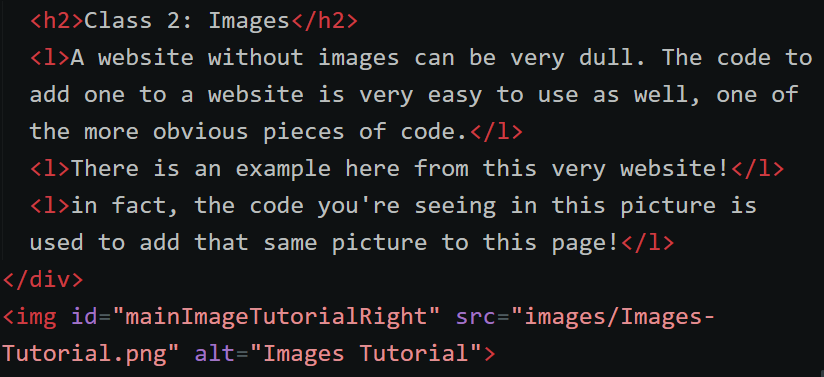 <h2>Class 2: Images</h2>
<l>A website without images can be very dull. The code to
add one to a website is very easy to use as well, one of
the more obvious pieces of code.</l>
<l>There is an example here from this very website!</l>
<l>in fact, the code you're seeing in this picture is
used to add that same picture to this page!</l>
</div>
<img id="mainImageTutorialRight" src="images/Images-
Tutorial.png" alt="Images Tutorial">